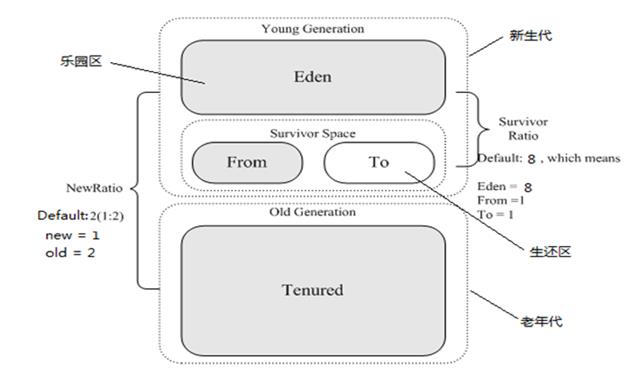 Young Generation
新生代
乐园区
Eden
Survivor
Ratio
Survivor Space
Default: 8 , which means
From
To
NewRatio
Eden = 8
From =1
To = 1
Default:2(1:2)
new = 1
old = 2
Old Generation
生还区
Tenured
老年代